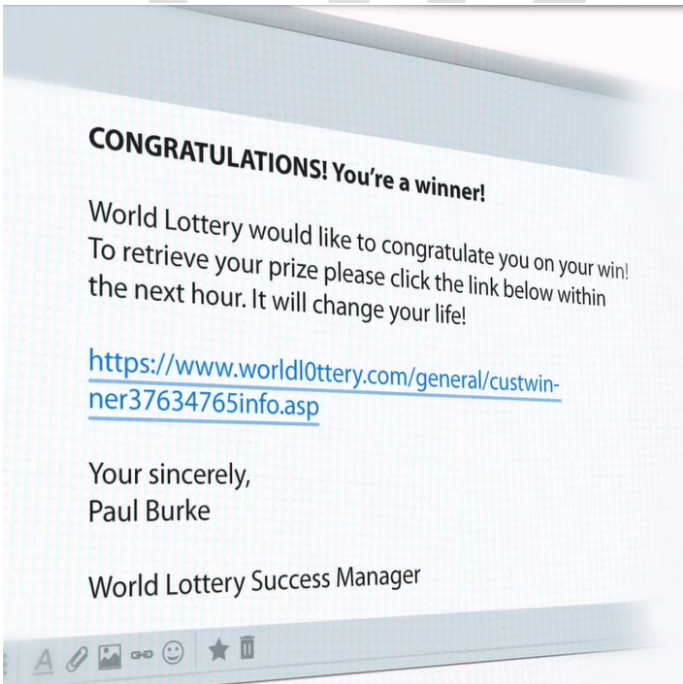 CONGRATULATIONS! You're a winner!
World Lottery would like to congratulate you on your win!
To retrieve your prize please click the link below within
the next hour. It will change your life!
https://www.worldl0ttery.com/general/custwin-
ner37634765info.asp
Your sincerely,
Paul Burke
World Lottery Success Manager